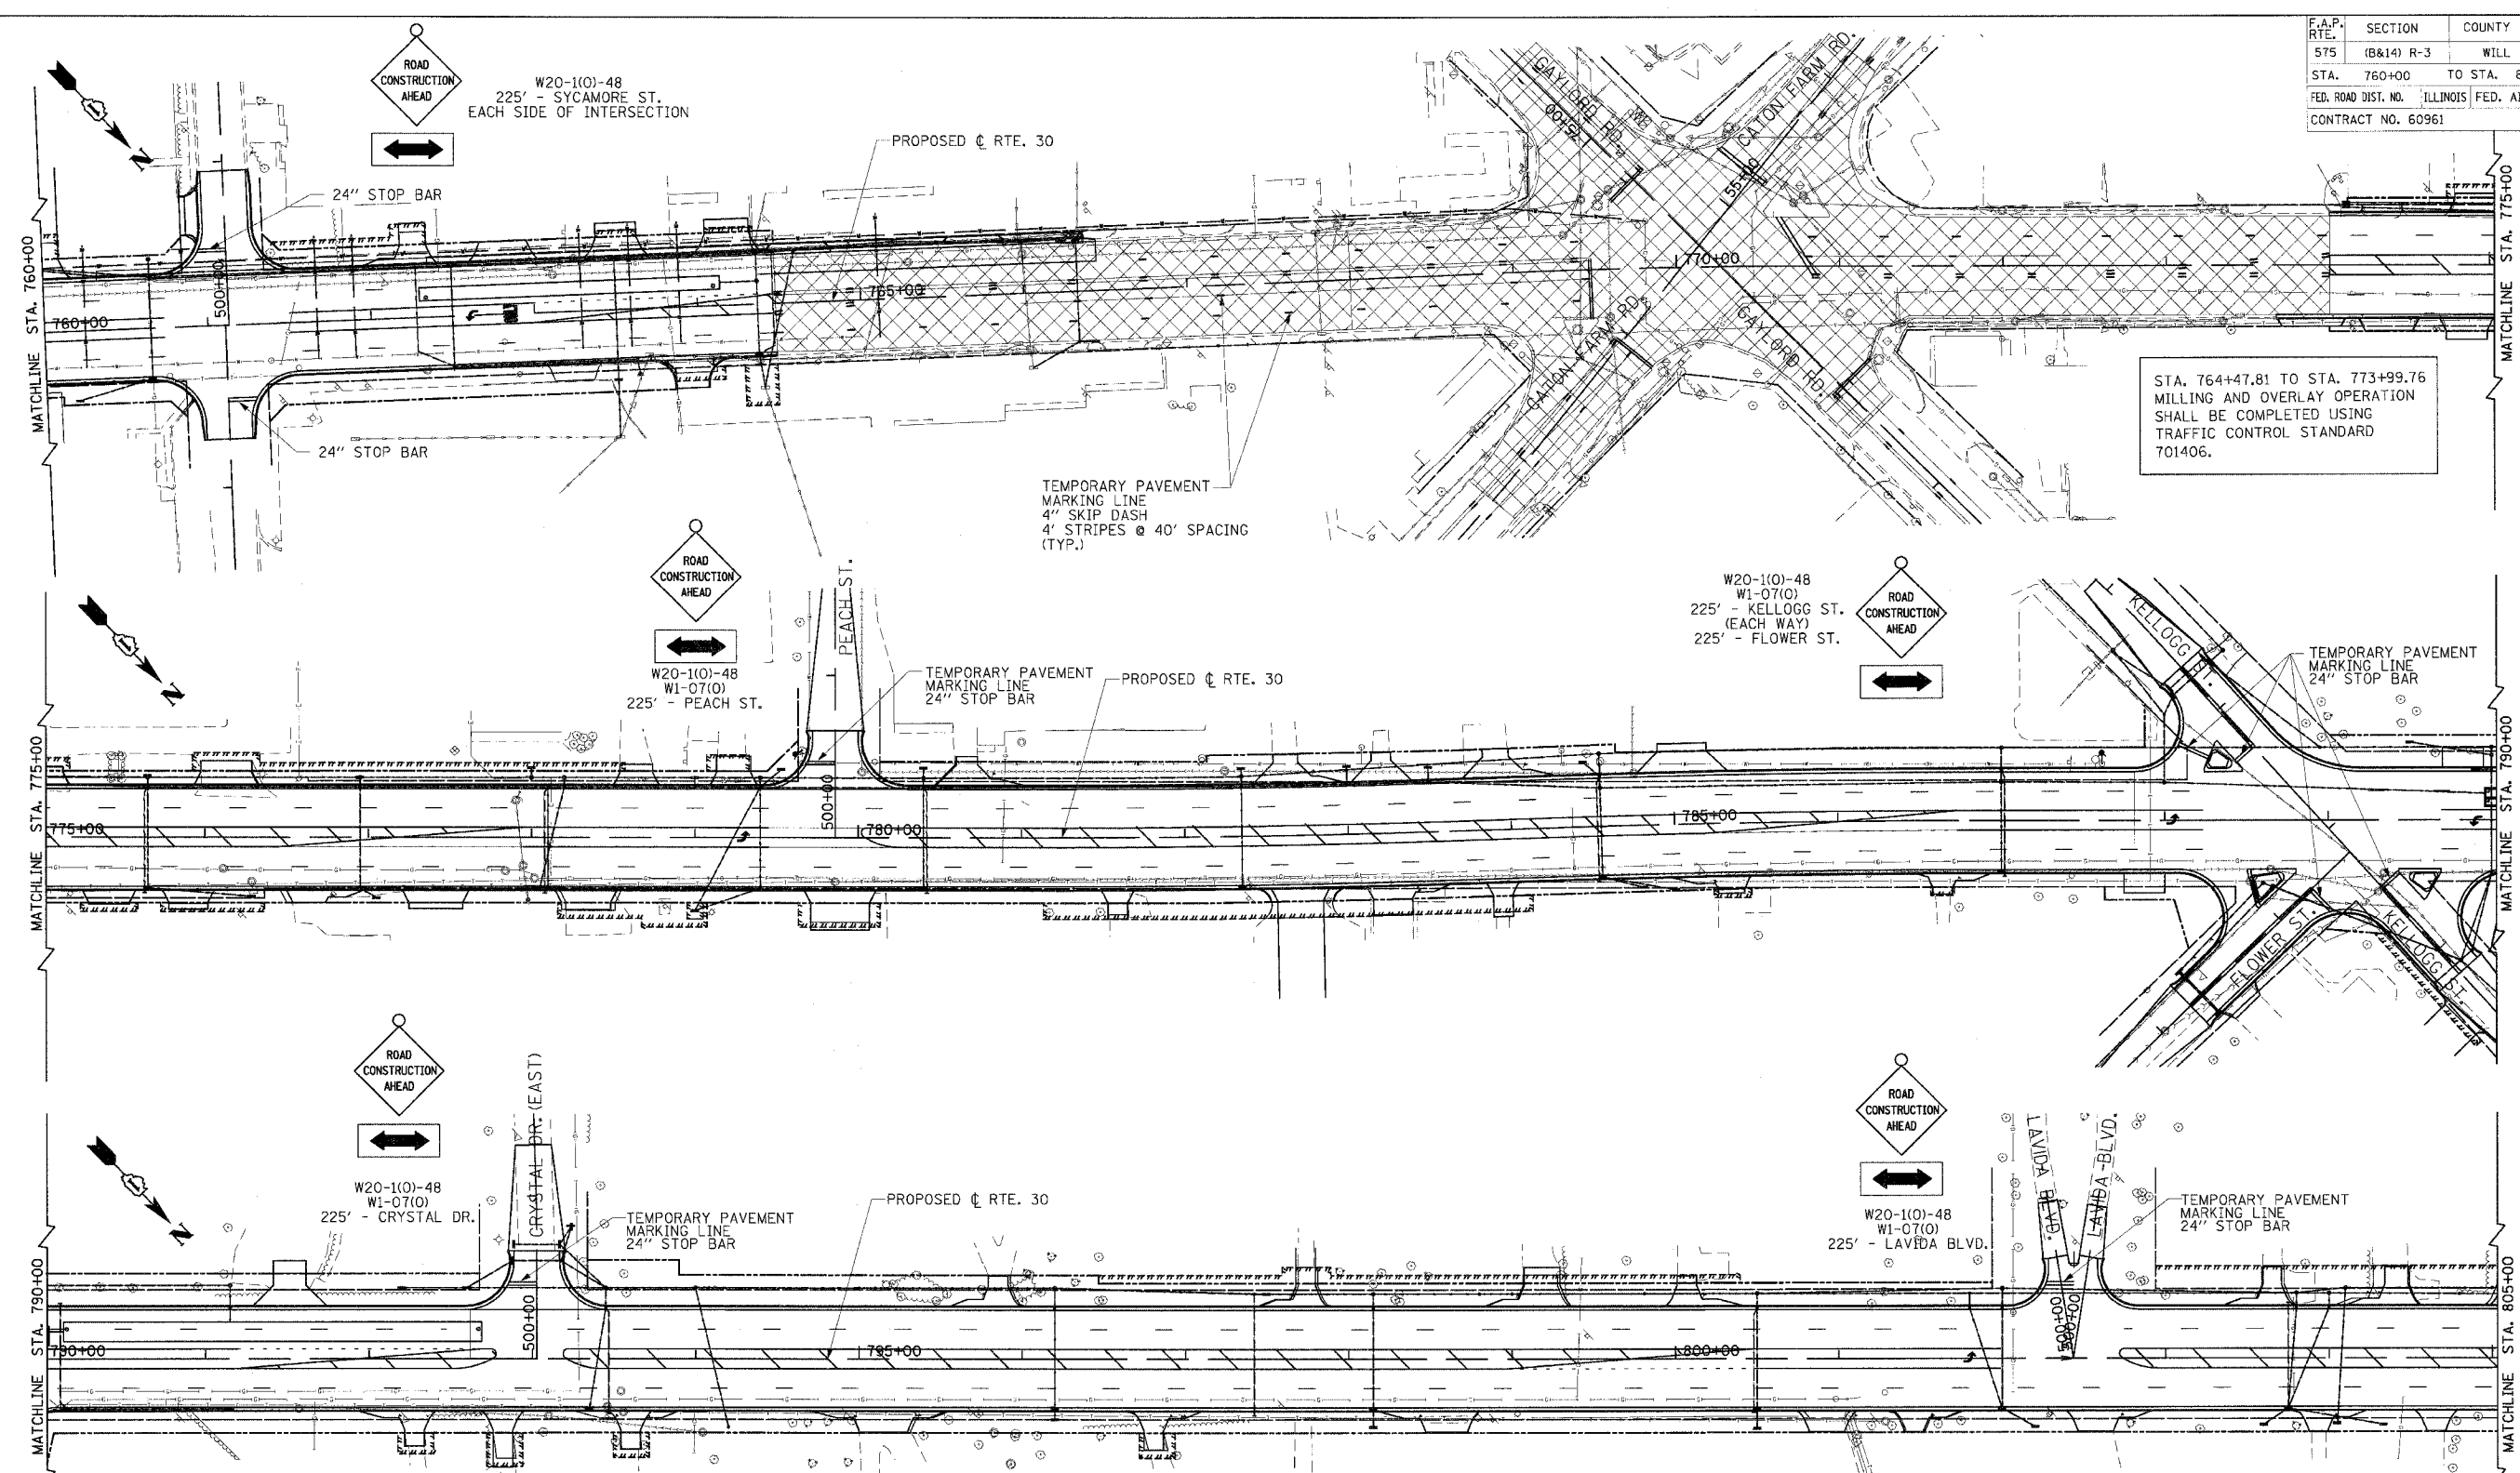 F.A.P. RTE. SECTION COUNTY
575 (B&14) R-3 WILL
STA. 760+00 TO STA. 8
FED. ROAD DIST. NO. ILLINOIS FED. AI
CONTRACT NO. 60961
ROAD
CONSTRUCTION
AHEAD
W20-1(O)-48
225' - SYCAMORE ST.
EACH SIDE OF INTERSECTION
N
24" STOP BAR
PROPOSED ℄ RTE. 30
GAYLORD RD.
75+00
CATON FARM RD.
155+00
MATCHLINE STA. 760+00
760+00
500+00
765+00
770+00
MATCHLINE STA. 775+00
CATON FARM RD.
GAYLORD RD.
24" STOP BAR
TEMPORARY PAVEMENT
MARKING LINE
4" SKIP DASH
4' STRIPES @ 40' SPACING
(TYP.)
STA. 764+47.81 TO STA. 773+99.76
MILLING AND OVERLAY OPERATION
SHALL BE COMPLETED USING
TRAFFIC CONTROL STANDARD
701406.
N
ROAD
CONSTRUCTION
AHEAD
W20-1(O)-48
W1-07(O)
225' - PEACH ST.
PEACH ST.
TEMPORARY PAVEMENT
MARKING LINE
24" STOP BAR
PROPOSED ℄ RTE. 30
W20-1(O)-48
W1-07(O)
225' - KELLOGG ST.
(EACH WAY)
225' - FLOWER ST.
ROAD
CONSTRUCTION
AHEAD
KELLOGG ST.
TEMPORARY PAVEMENT
MARKING LINE
24" STOP BAR
MATCHLINE STA. 775+00
775+00
500+00
780+00
785+00
MATCHLINE STA. 790+00
FLOWER ST.
KELLOGG ST.
N
ROAD
CONSTRUCTION
AHEAD
W20-1(O)-48
W1-07(O)
225' - CRYSTAL DR.
CRYSTAL DR. (EAST)
TEMPORARY PAVEMENT
MARKING LINE
24" STOP BAR
PROPOSED ℄ RTE. 30
ROAD
CONSTRUCTION
AHEAD
W20-1(O)-48
W1-07(O)
225' - LAVIDA BLVD.
LAVIDA BLVD.
LAVIDA BLVD.
TEMPORARY PAVEMENT
MARKING LINE
24" STOP BAR
MATCHLINE STA. 790+00
790+00
500+00
795+00
800+00
500+00
500+00
MATCHLINE STA. 805+00